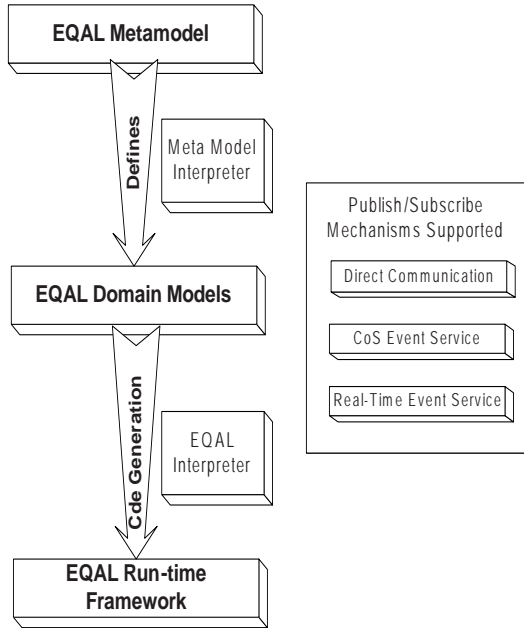 EQAL Metamodel
Defines
Meta Model
Interpreter
EQAL Domain Models
Cde Generation
EQAL
Interpreter
EQAL Run-time
Framework
Publish/Subscribe
Mechanisms Supported
Direct Communication
CoS Event Service
Real-Time Event Service